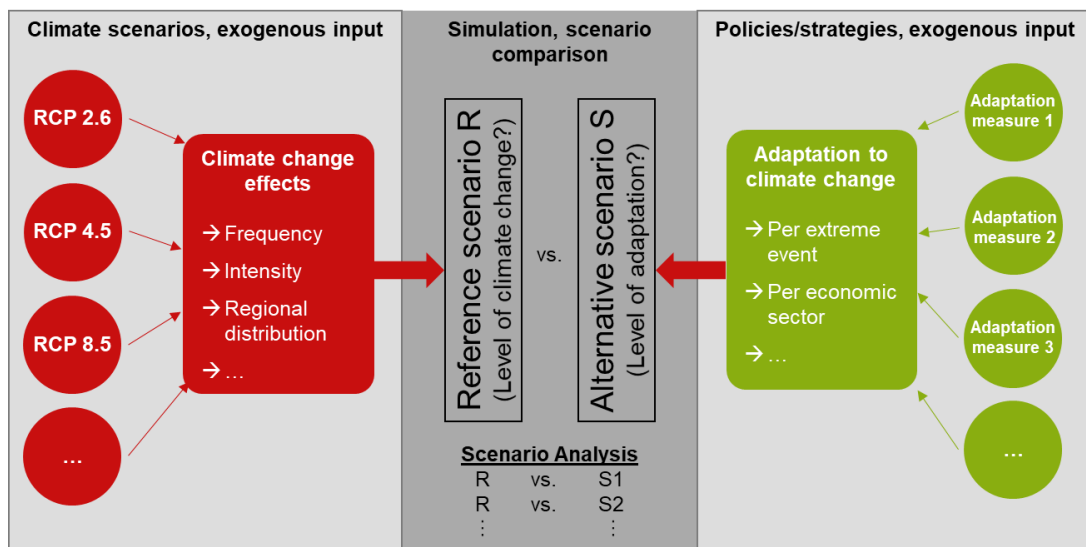 Climate scenarios, exogenous input
RCP 2.6
RCP 4.5
RCP 8.5
...
Climate change
effects
→ Frequency
→ Intensity
→ Regional
distribution
→ ...
Simulation, scenario
comparison
Reference scenario R
(Level of climate change?)
vs.
Alternative scenario S
(Level of adaptation?)
Scenario Analysis
R vs. S1
R vs. S2
⋮ ⋮
Policies/strategies, exogenous input
Adaptation to
climate change
→ Per extreme
event
→ Per economic
sector
→ ...
Adaptation
measure 1
Adaptation
measure 2
Adaptation
measure 3
...